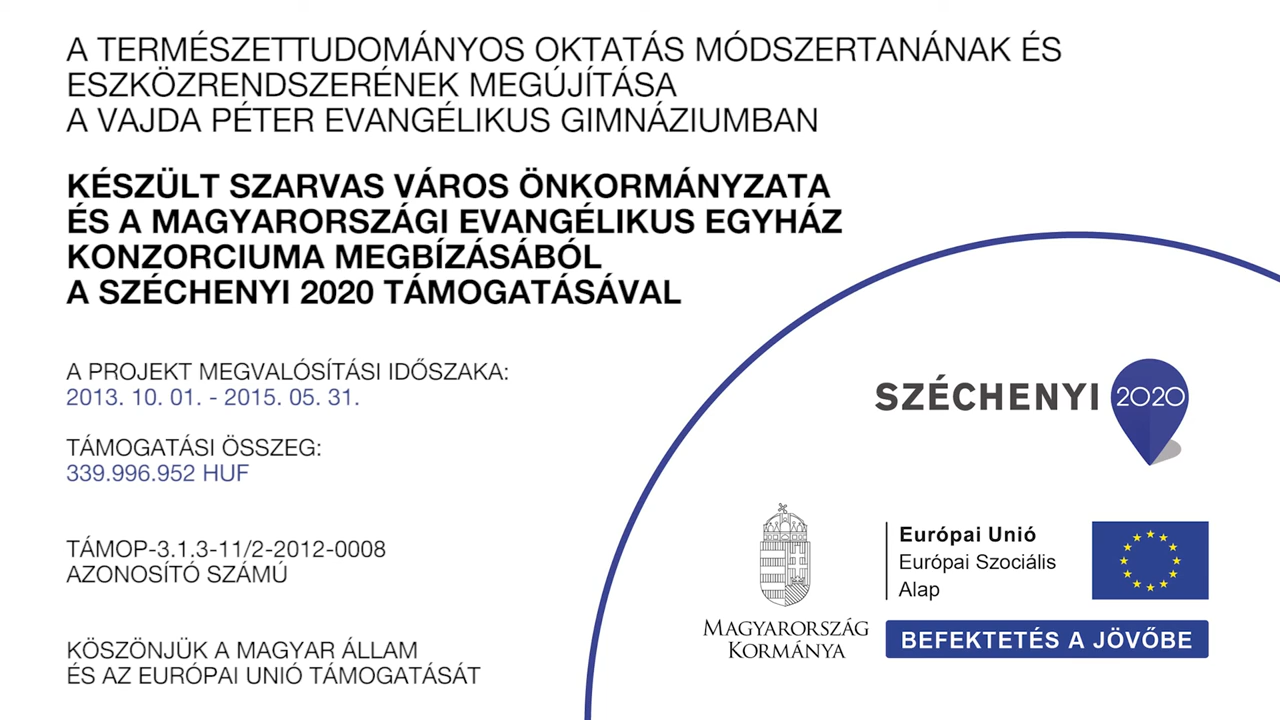 A TERMÉSZETTUDOMÁNYOS OKTATÁS MÓDSZERTANÁNAK ÉS
ESZKÖZRENDSZERÉNEK MEGÚJÍTÁSA
A VAJDA PÉTER EVANGÉLIKUS GIMNÁZIUMBAN
KÉSZÜLT SZARVAS VÁROS ÖNKORMÁNYZATA
ÉS A MAGYARORSZÁGI EVANGÉLIKUS EGYHÁZ
KONZORCIUMA MEGBÍZÁSÁBÓL
A SZÉCHENYI 2020 TÁMOGATÁSÁVAL
A PROJEKT MEGVALÓSÍTÁSI IDŐSZAKA:
2013. 10. 01. - 2015. 05. 31.
TÁMOGATÁSI ÖSSZEG:
339.996.952 HUF
TÁMOP-3.1.3-11/2-2012-0008
AZONOSÍTÓ SZÁMÚ
KÖSZÖNJÜK A MAGYAR ÁLLAM
ÉS AZ EURÓPAI UNIÓ TÁMOGATÁSÁT
SZÉCHENYI 2020
MAGYARORSZÁG
KORMÁNYA
Európai Unió
Európai Szociális
Alap
BEFEKTETÉS A JÖVŐBE